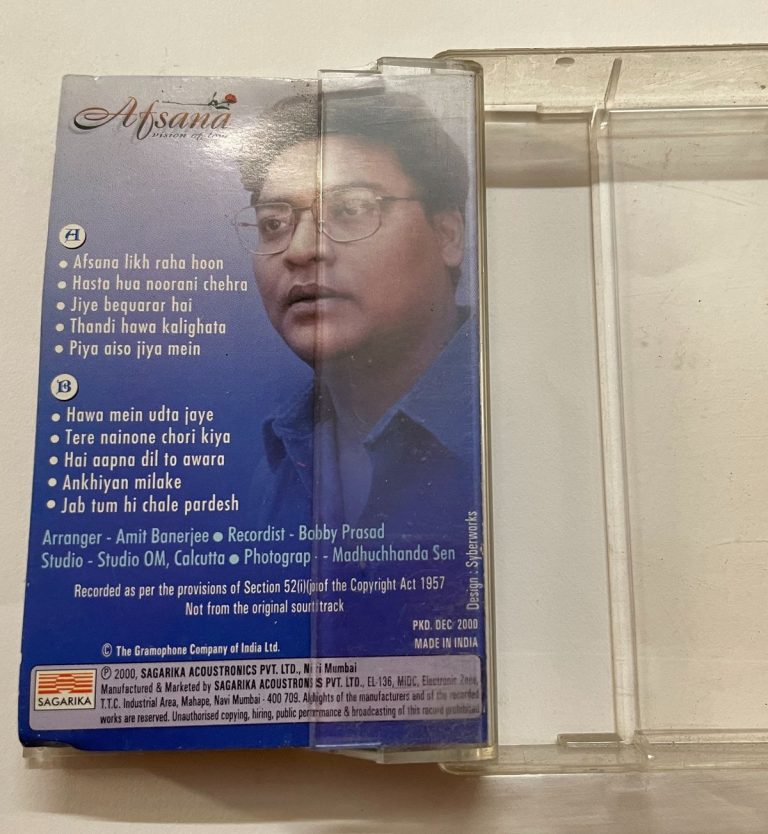 Afsana
vision of love
A
Afsana likh raha hoon
Hasta hua noorani chehra
Jiye bequarar hai
Thandi hawa kalighata
Piya aiso jiya mein
B
Hawa mein udta jaye
Tere nainone chori kiya
Hai aapna dil to awara
Ankhiyan milake
Jab tum hi chale pardesh
Arranger - Amit Banerjee ● Recordist - Bobby Prasad
Studio - Studio OM, Calcutta ● Photograp - Madhuchhanda Sen
Design : Syberworks
Recorded as per the provisions of Section 52(i)(j) of the Copyright Act 1957
Not from the original soundtrack
PKD. DEC 2000
MADE IN INDIA
© The Gramophone Company of India Ltd.
SAGARIKA
℗ 2000, SAGARIKA ACOUSTRONICS PVT. LTD., Mumbai
Manufactured & Marketed by SAGARIKA ACOUSTRONICS PVT. LTD., EL-136, MIDC, Electronic Zone,
T.T.C. Industrial Area, Mahape, Navi Mumbai - 400 709. All rights of the manufacturers and of the recorded
works are reserved. Unauthorised copying, hiring, public performance & broadcasting of this record prohibited